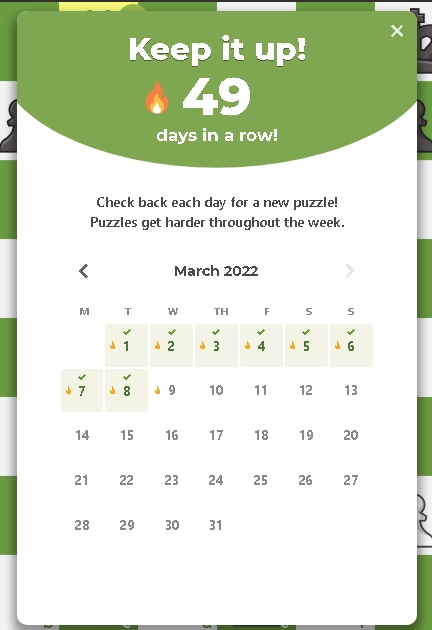 Keep it up!
49
days in a row!
Check back each day for a new puzzle!
Puzzles get harder throughout the week.
March 2022
M T W TH F S S
1 2 3 4 5 6
7 8 9 10 11 12 13
14 15 16 17 18 19 20
21 22 23 24 25 26 27
28 29 30 31